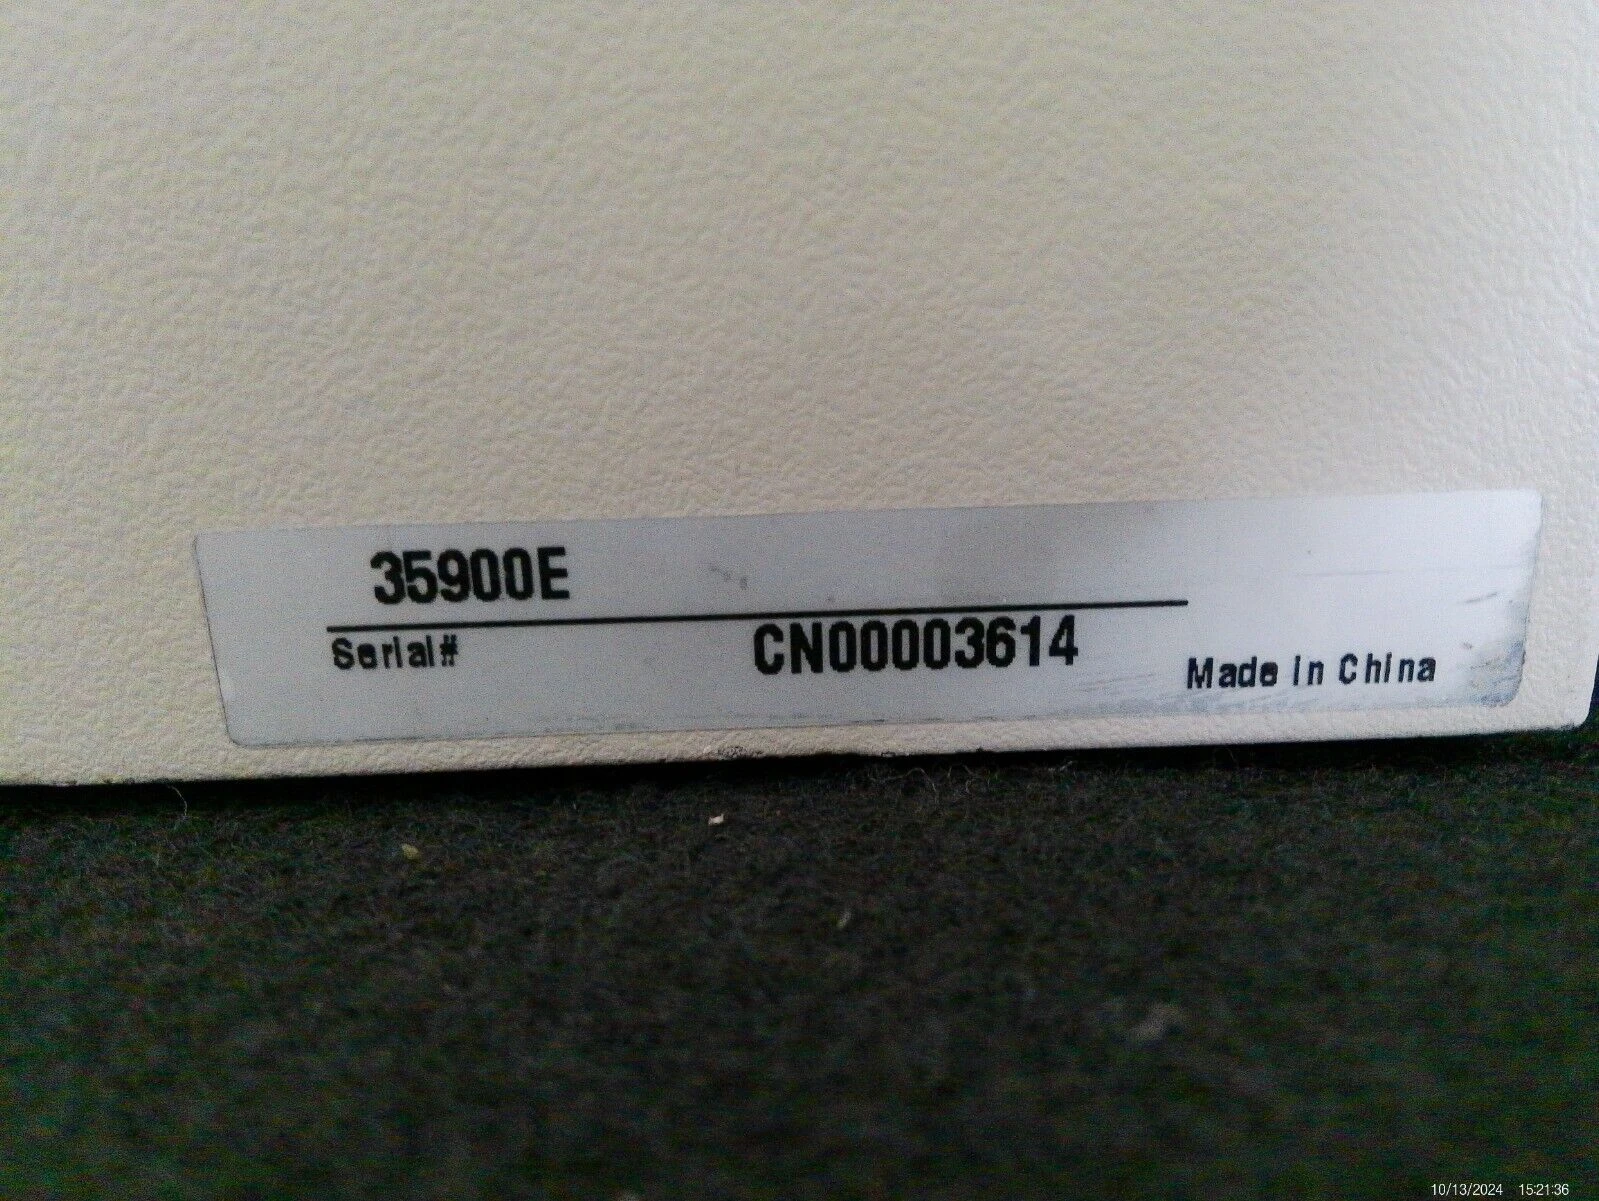 35900E
Serial# CN00003614
Made in China
10/13/2024 15:21:36